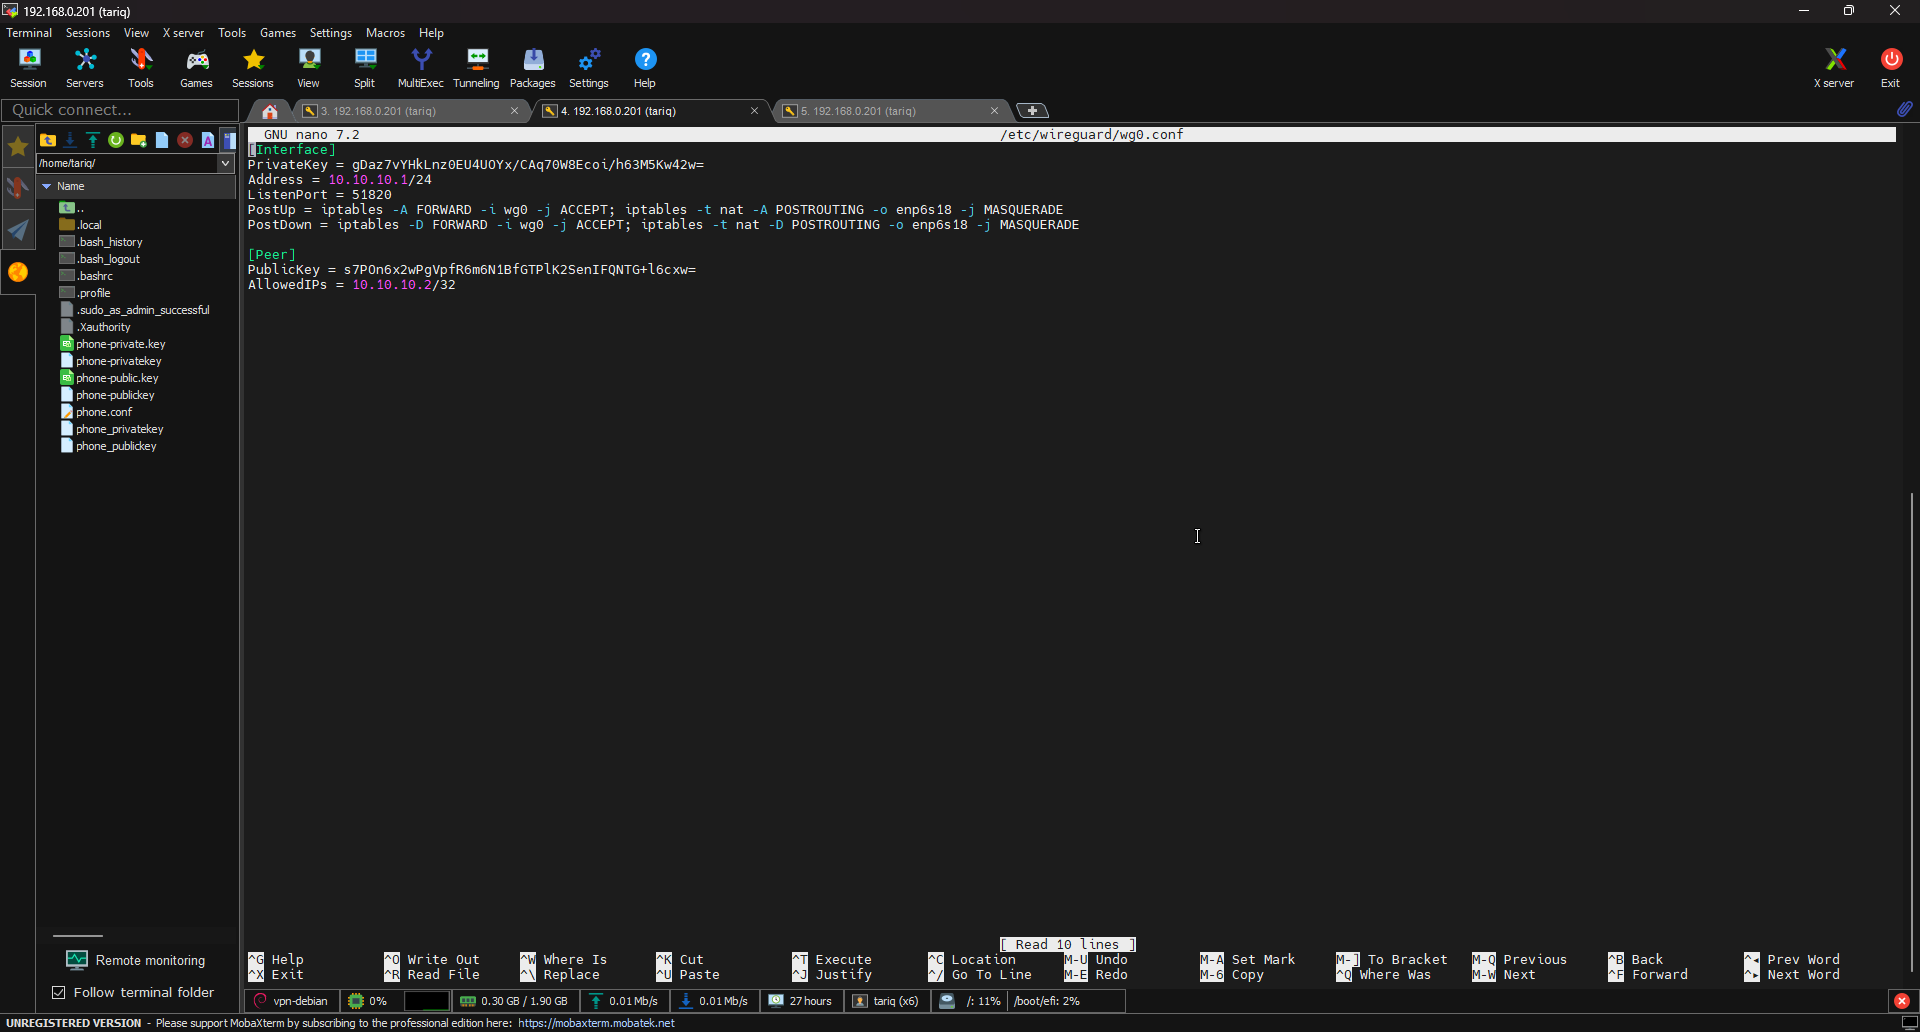 192.168.0.201 (tariq)
Terminal Sessions View X server Tools Games Settings Macros Help
Session Servers Tools Games Sessions View Split MultiExec Tunneling Packages Settings Help X server Exit
Quick connect...
3. 192.168.0.201 (tariq)
4. 192.168.0.201 (tariq)
5. 192.168.0.201 (tariq)
/home/tariq/
Name
..
.local
.bash_history
.bash_logout
.bashrc
.profile
.sudo_as_admin_successful
.Xauthority
phone-private.key
phone-privatekey
phone-public.key
phone-publickey
phone.conf
phone_privatekey
phone_publickey
Remote monitoring
Follow terminal folder
GNU nano 7.2 /etc/wireguard/wg0.conf
[Interface]
PrivateKey = gDaz7vYHkLnz0EU4UOYx/CAq70W8Ecoi/h63M5Kw42w=
Address = 10.10.10.1/24
ListenPort = 51820
PostUp = iptables -A FORWARD -i wg0 -j ACCEPT; iptables -t nat -A POSTROUTING -o enp6s18 -j MASQUERADE
PostDown = iptables -D FORWARD -i wg0 -j ACCEPT; iptables -t nat -D POSTROUTING -o enp6s18 -j MASQUERADE
[Peer]
PublicKey = s7POn6x2wPgVpfR6m6N1BfGTPlK2SenIFQNTG+l6cxw=
AllowedIPs = 10.10.10.2/32
[ Read 10 lines ]
^G Help ^O Write Out ^W Where Is ^K Cut ^T Execute ^C Location M-U Undo M-A Set Mark M-] To Bracket M-Q Previous ^B Back ^◂ Prev Word
^X Exit ^R Read File ^\ Replace ^U Paste ^J Justify ^/ Go To Line M-E Redo M-6 Copy ^Q Where Was M-W Next ^F Forward ^▸ Next Word
vpn-debian 0% 0.30 GB / 1.90 GB 0.01 Mb/s 0.01 Mb/s 27 hours tariq (x6) /: 11% /boot/efi: 2%
UNREGISTERED VERSION - Please support MobaXterm by subscribing to the professional edition here: https://mobaxterm.mobatek.net